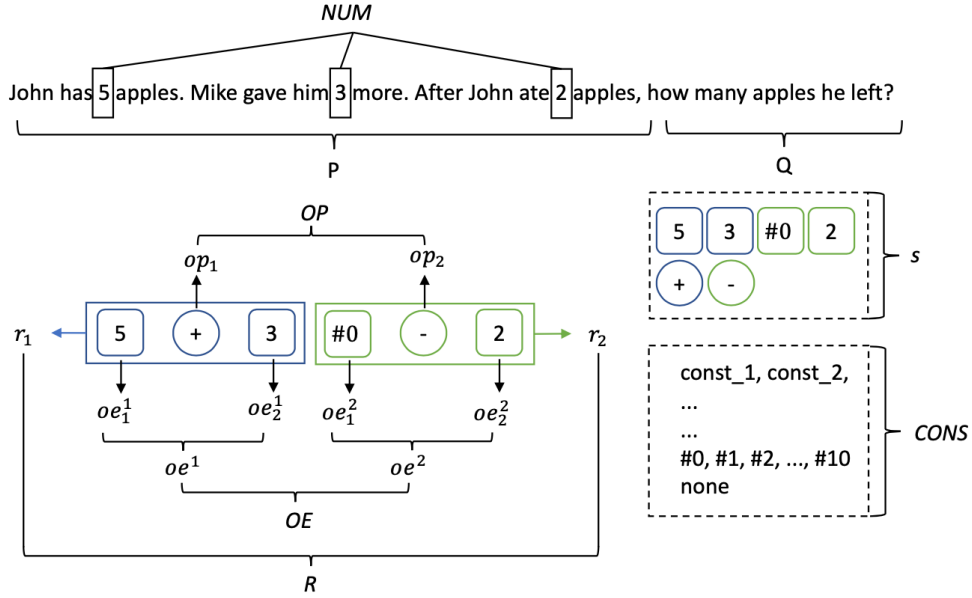 NUM
John has 5 apples. Mike gave him 3 more. After John ate 2 apples, how many apples he left?
P
Q
OP
op₁ op₂
5 3 #0 2
+ -
s
r₁ 5 + 3 #0 - 2 r₂
oe₁¹ oe₂¹ oe₁² oe₂²
oe¹ oe²
OE
R
const_1, const_2,
...
...
#0, #1, #2, ..., #10
none
CONS